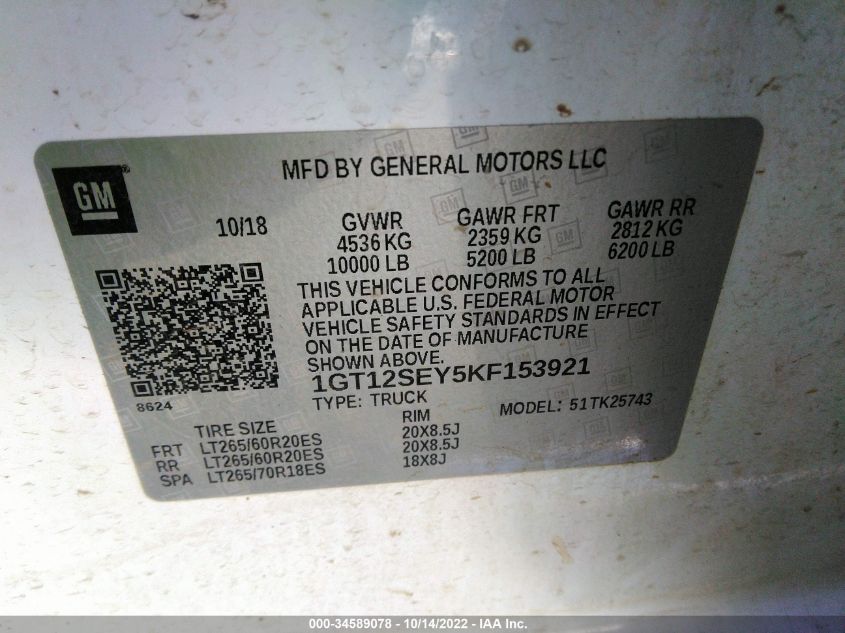 MFD BY GENERAL MOTORS LLC
GM
10/18 GVWR GAWR FRT GAWR RR
4536 KG 2359 KG 2812 KG
10000 LB 5200 LB 6200 LB
THIS VEHICLE CONFORMS TO ALL
APPLICABLE U.S. FEDERAL MOTOR
VEHICLE SAFETY STANDARDS IN EFFECT
ON THE DATE OF MANUFACTURE
SHOWN ABOVE.
1GT12SEY5KF153921
8624
TYPE: TRUCK MODEL: 51TK25743
TIRE SIZE RIM
FRT LT265/60R20ES 20X8.5J
RR LT265/60R20ES 20X8.5J
SPA LT265/70R18ES 18X8J
000-34589078 - 10/14/2022 - IAA Inc.